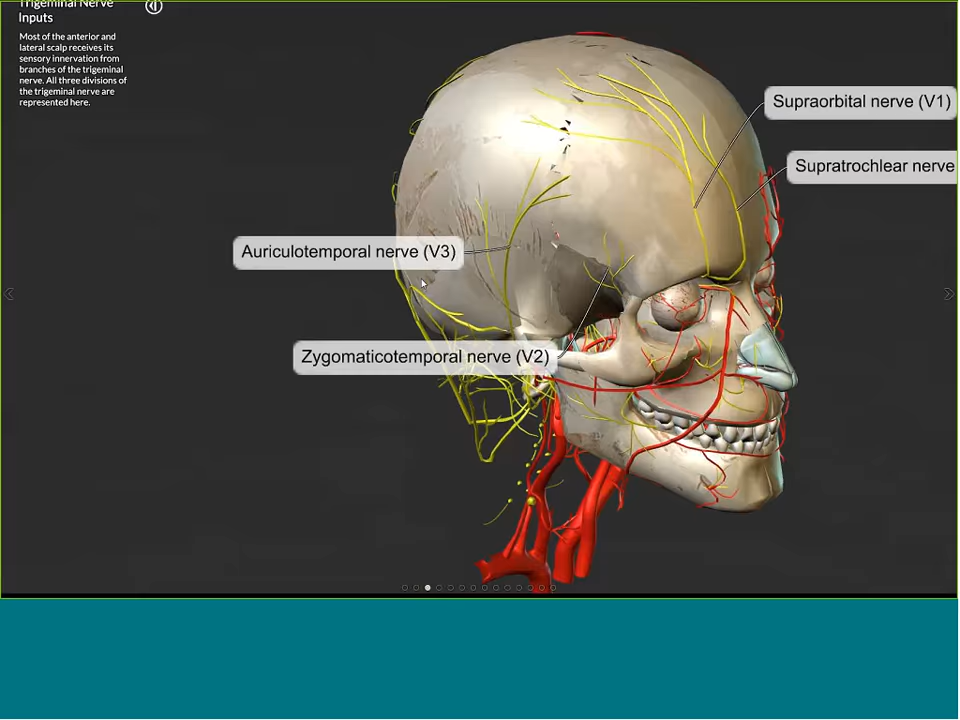 Trigeminal Nerve
Inputs
Most of the anterior and
lateral scalp receives its
sensory innervation from
branches of the trigeminal
nerve. All three divisions of
the trigeminal nerve are
represented here.
Supraorbital nerve (V1)
Supratrochlear nerve
Auriculotemporal nerve (V3)
Zygomaticotemporal nerve (V2)